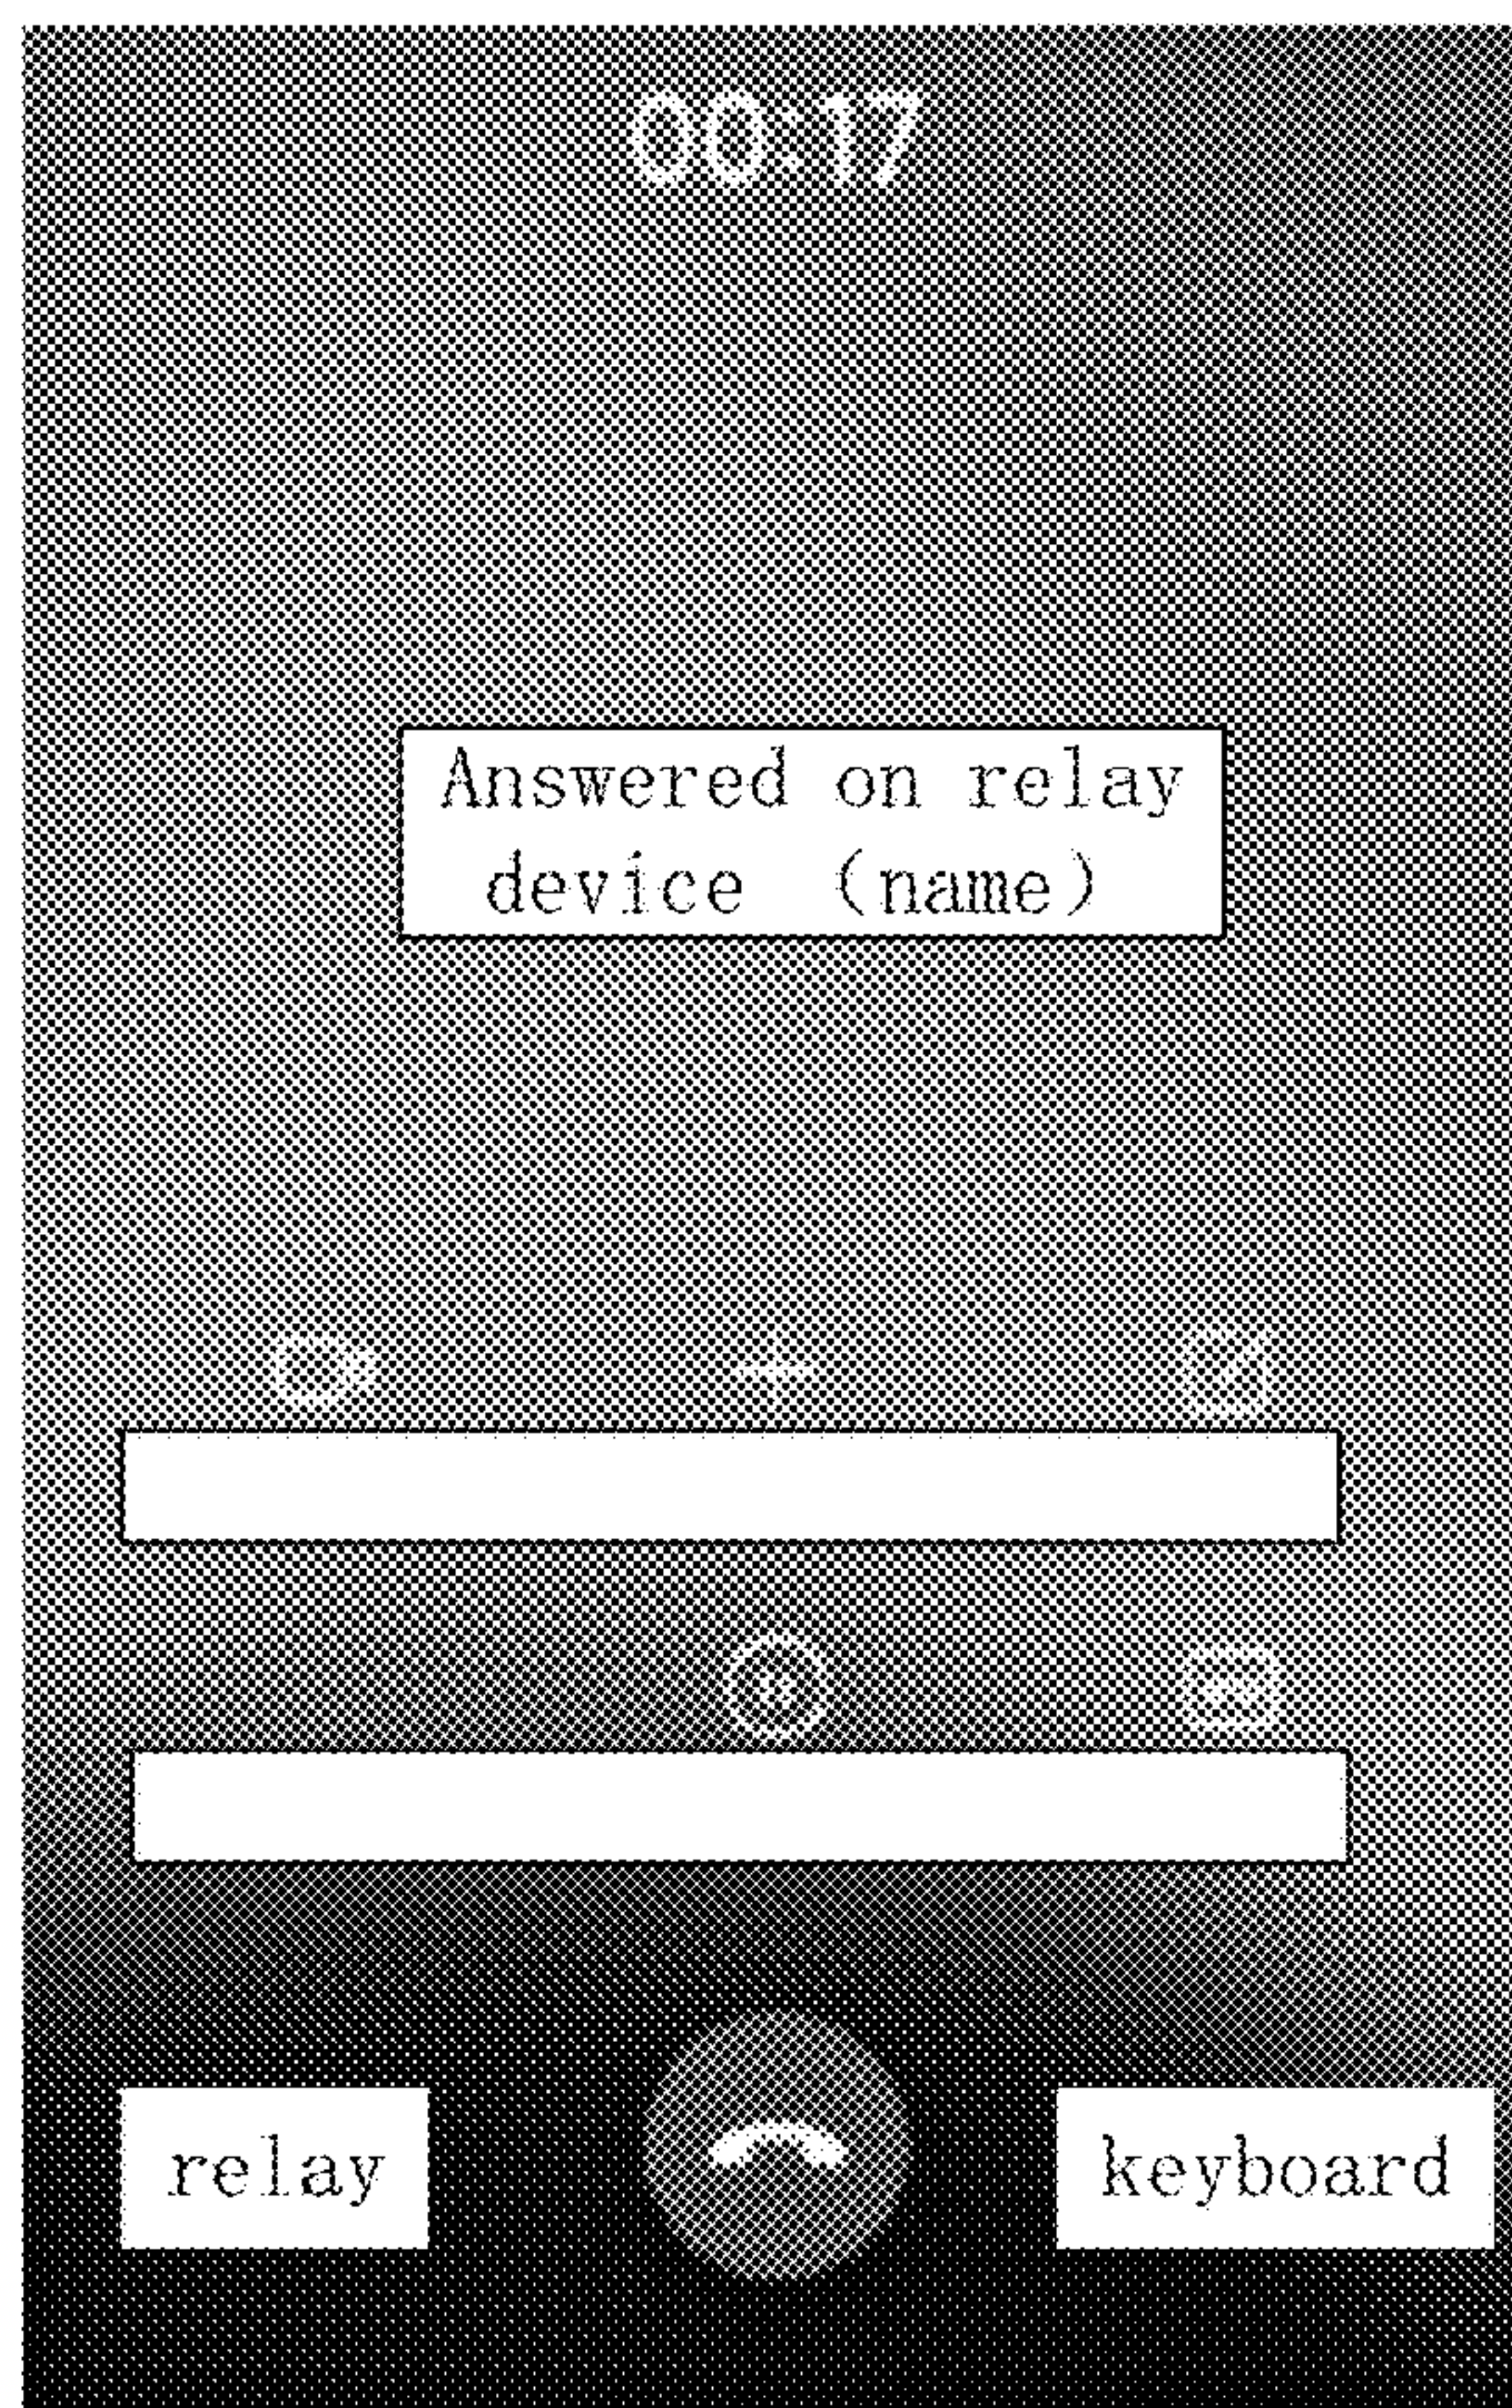 00:17
Answered on relay
device （name）
relay
keyboard